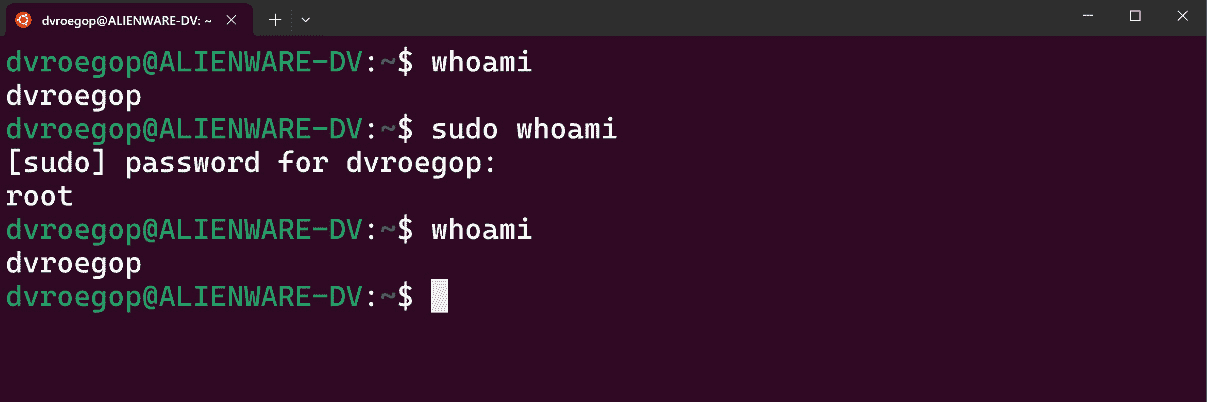 dvroegop@ALIENWARE-DV: ~
dvroegop@ALIENWARE-DV:~$ whoami
dvroegop
dvroegop@ALIENWARE-DV:~$ sudo whoami
[sudo] password for dvroegop:
root
dvroegop@ALIENWARE-DV:~$ whoami
dvroegop
dvroegop@ALIENWARE-DV:~$